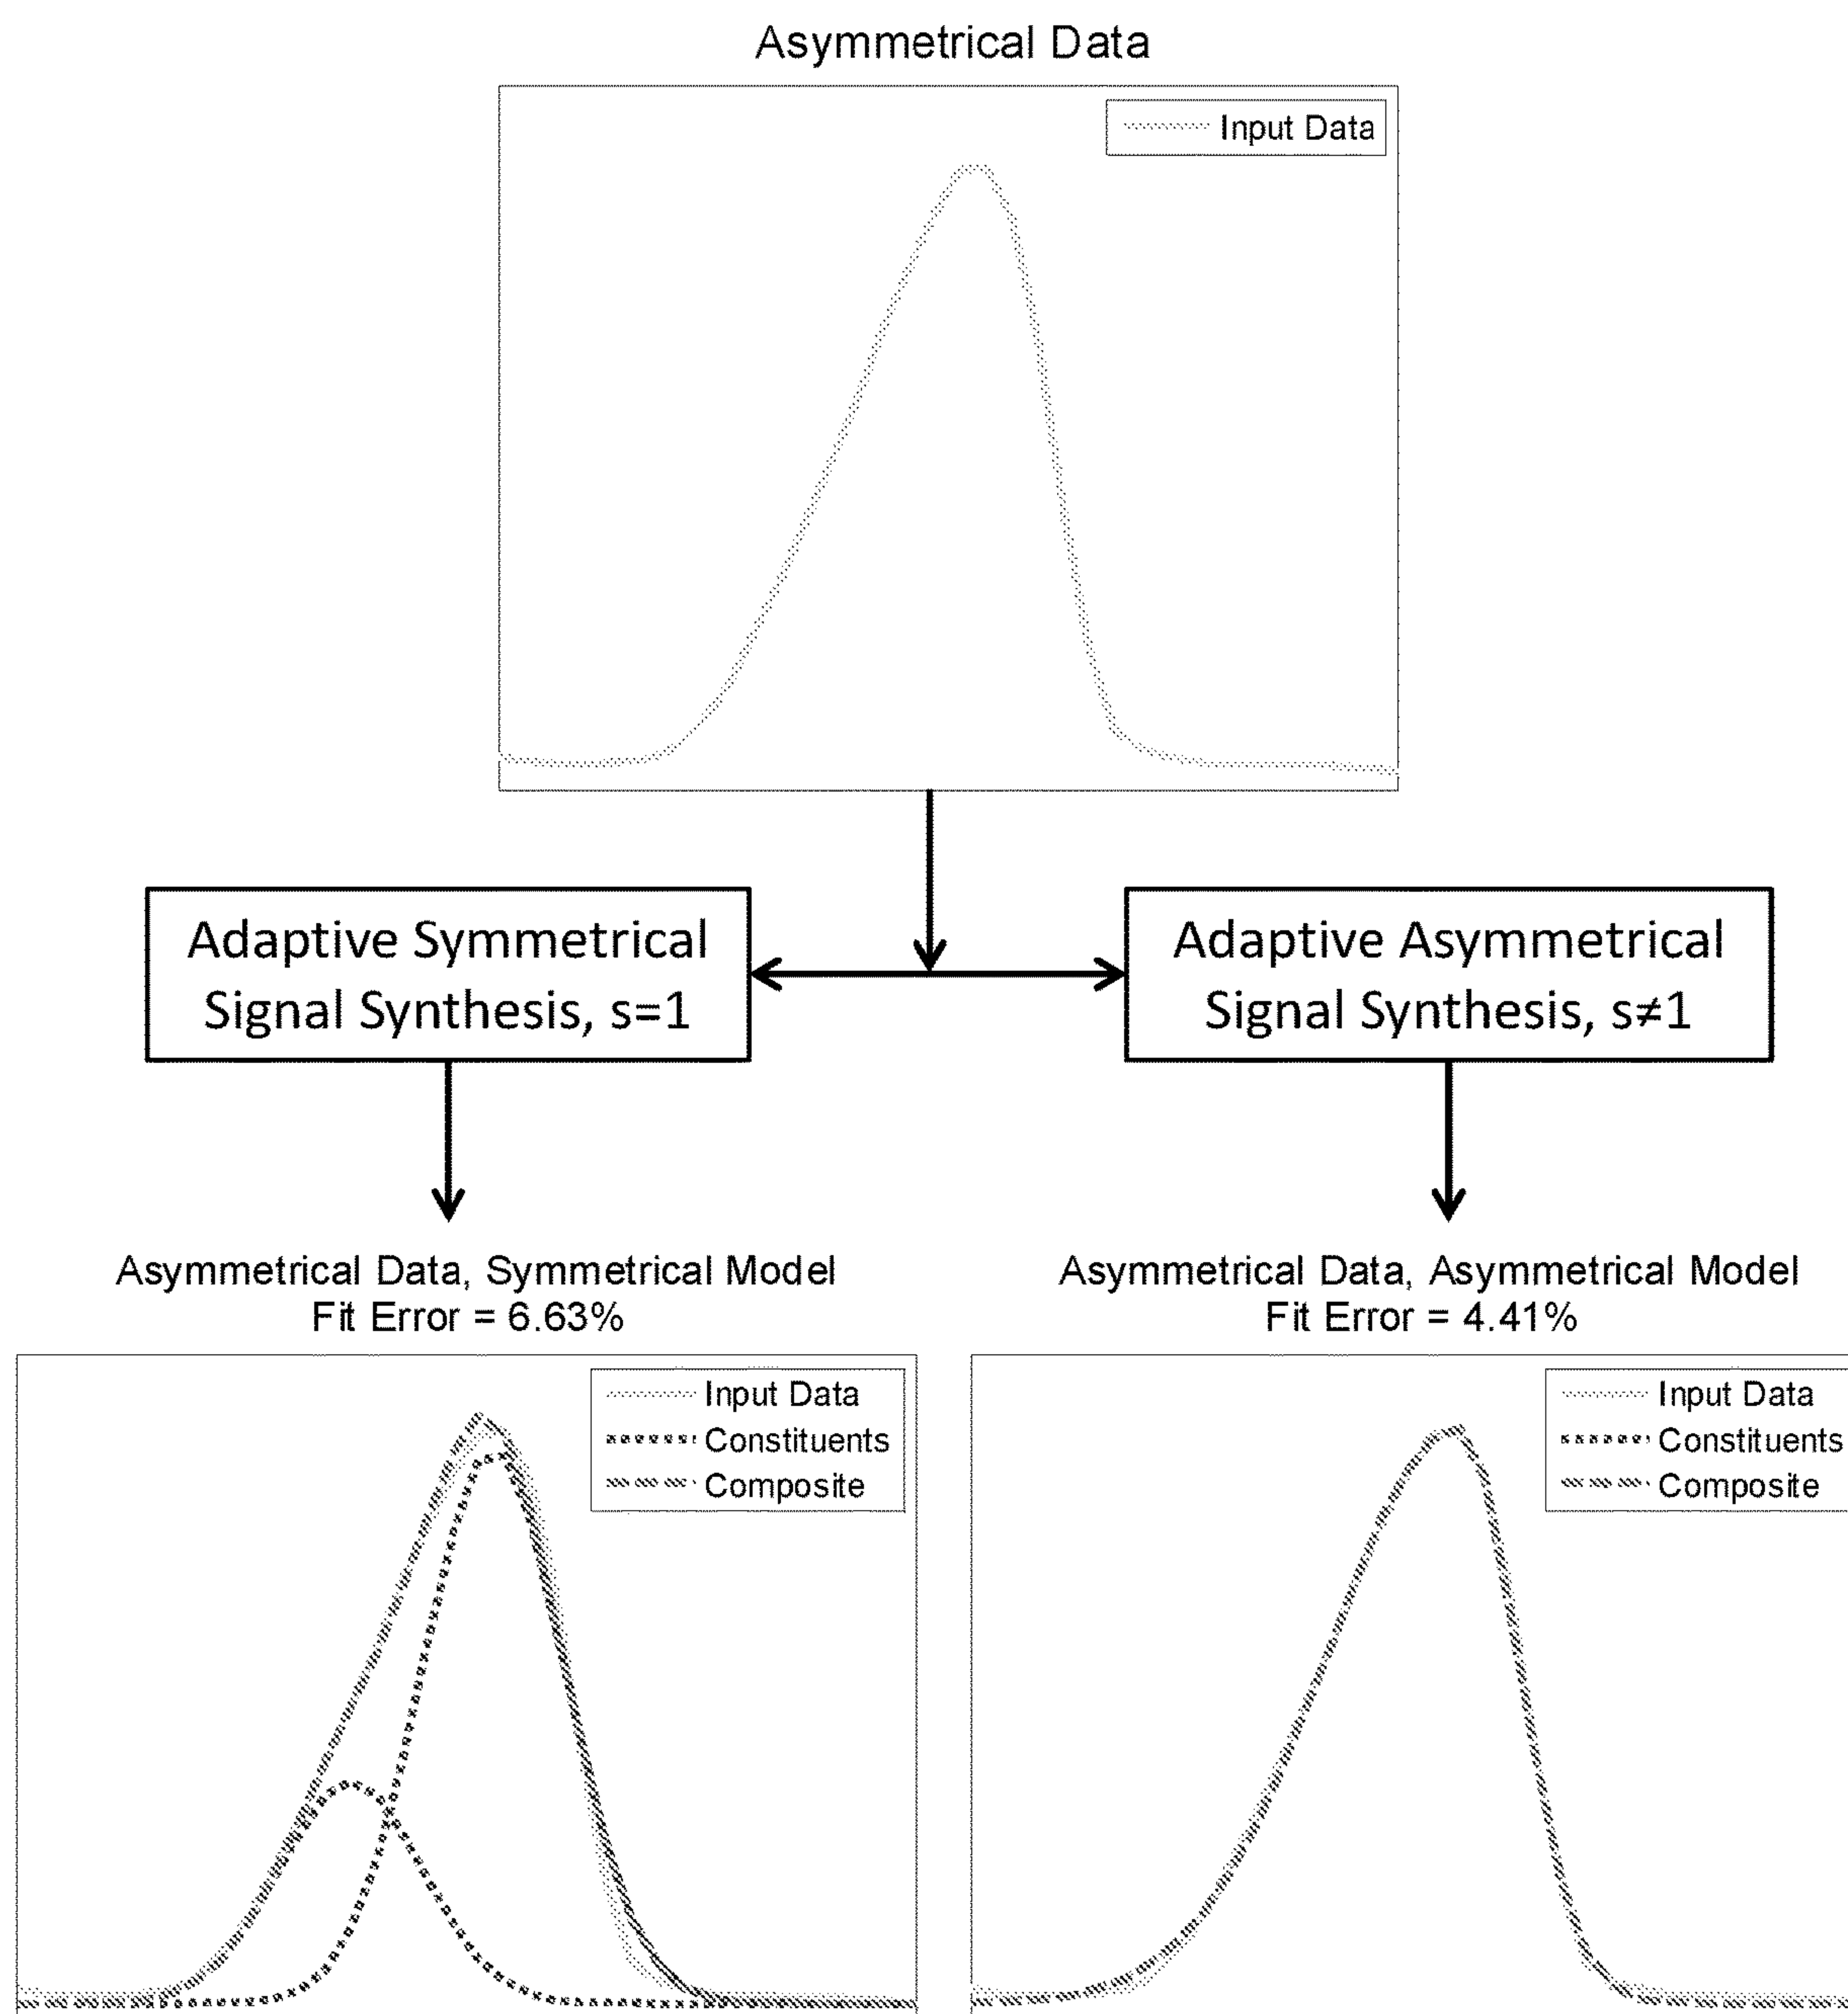 Asymmetrical Data
Input Data
Adaptive Symmetrical
Signal Synthesis, s=1
Adaptive Asymmetrical
Signal Synthesis, s≠1
Asymmetrical Data, Symmetrical Model
Fit Error = 6.63%
Asymmetrical Data, Asymmetrical Model
Fit Error = 4.41%
Input Data
Constituents
Composite
Input Data
Constituents
Composite